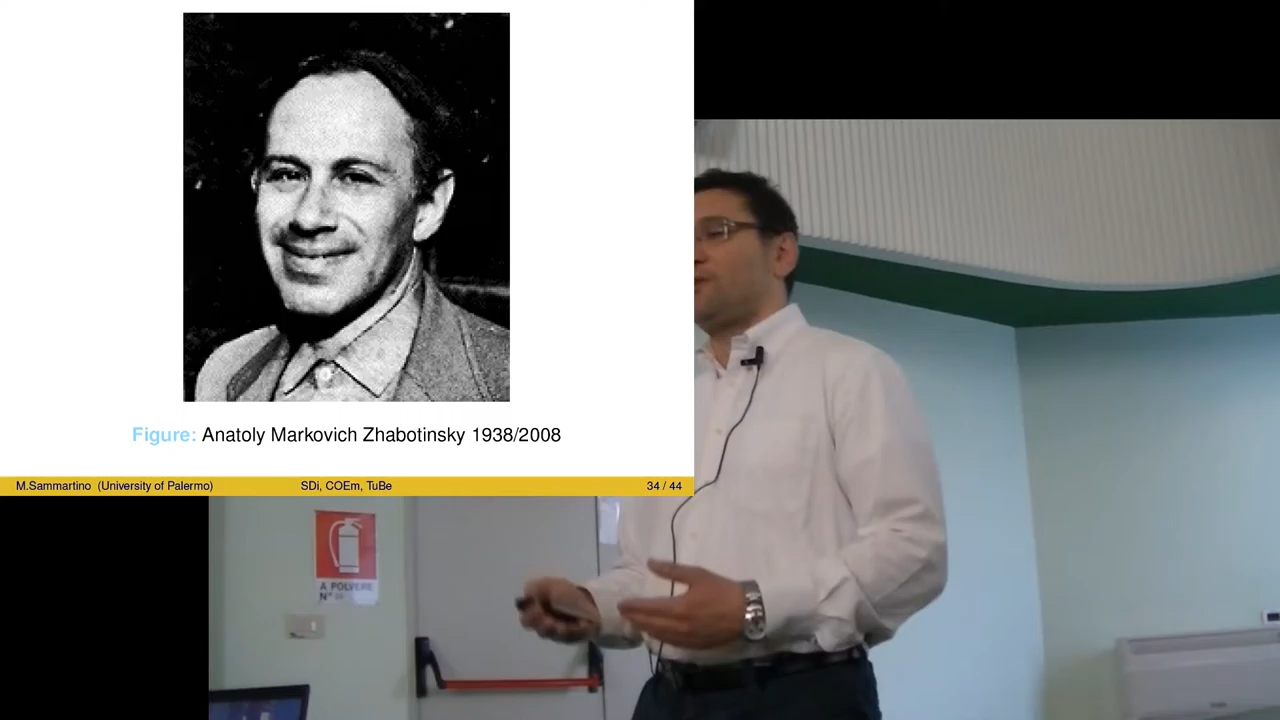 Figure: Anatoly Markovich Zhabotinsky 1938/2008
M.Sammartino (University of Palermo) SDi, COEm, TuBe 34 / 44
A POLVERE
N°